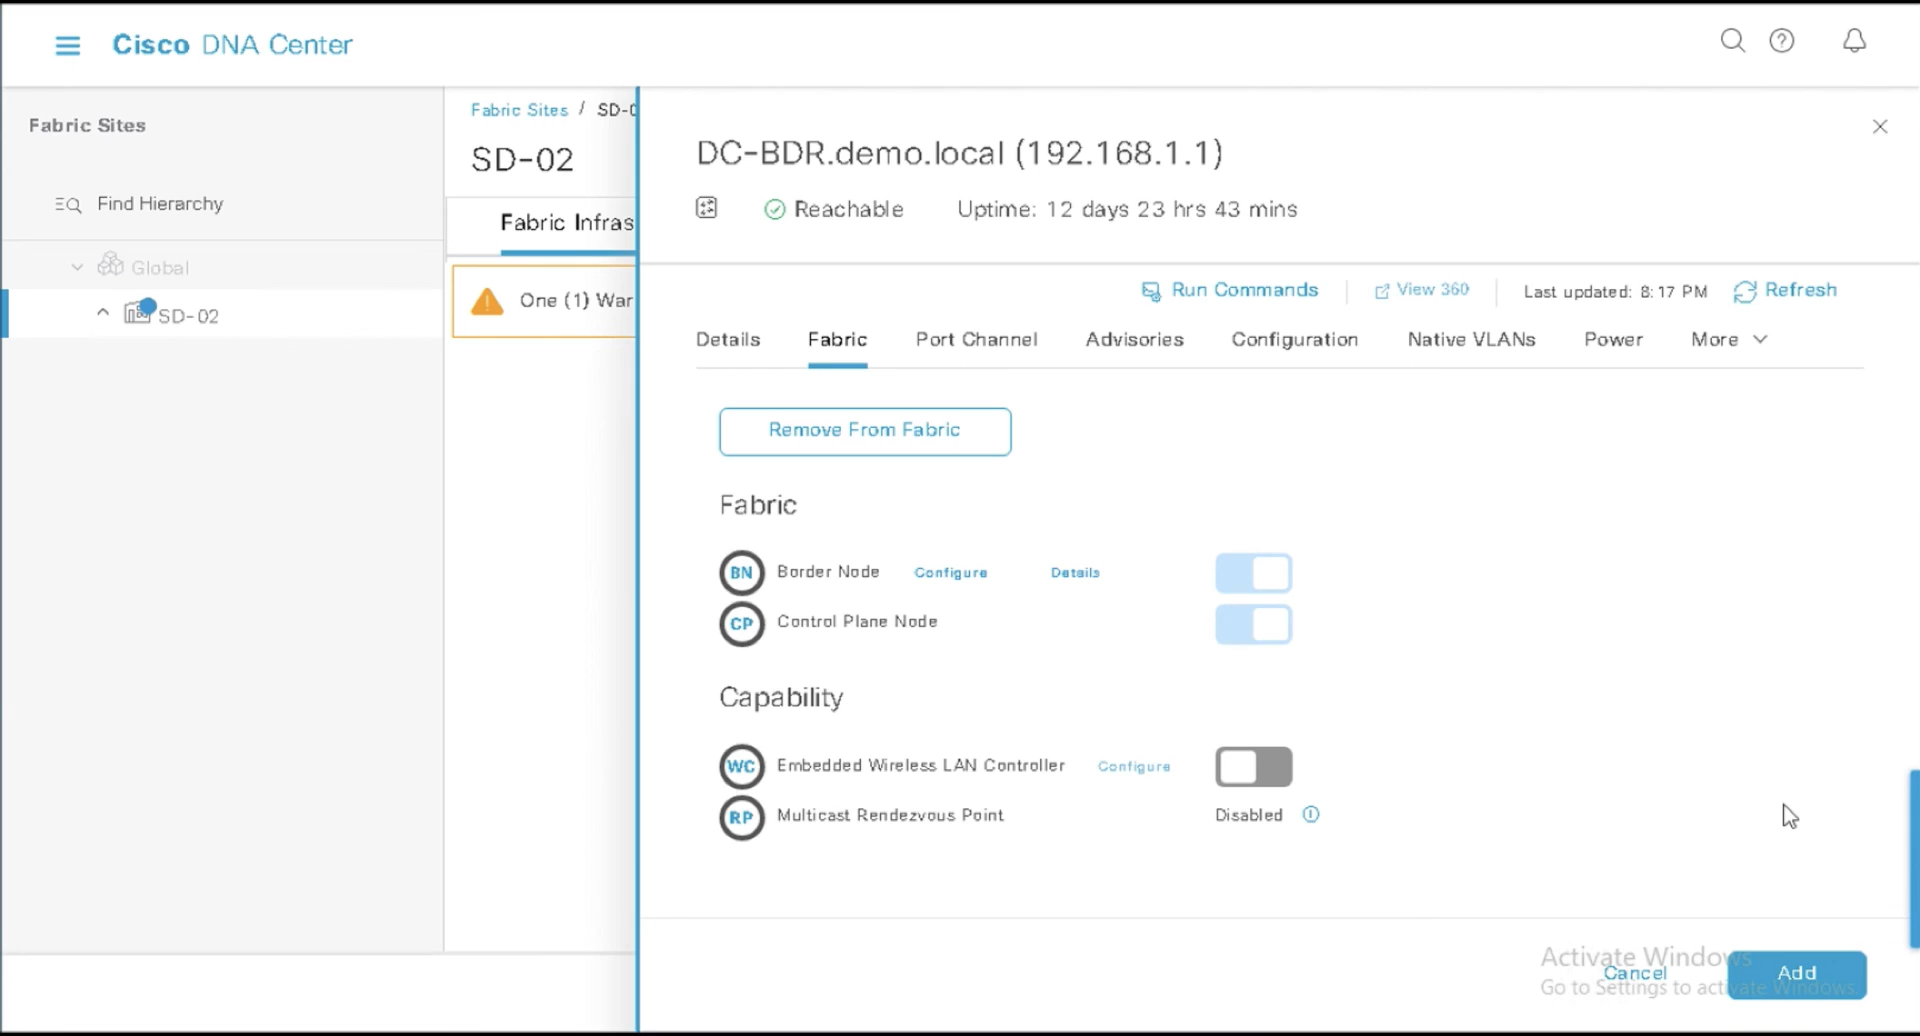 Cisco DNA Center
Fabric Sites
Find Hierarchy
Global
SD-02
Fabric Sites / SD-0
SD-02
Fabric Infras
One (1) War
DC-BDR.demo.local (192.168.1.1)
Reachable Uptime: 12 days 23 hrs 43 mins
Run Commands View 360 Last updated: 8:17 PM Refresh
Details Fabric Port Channel Advisories Configuration Native VLANs Power More
Remove From Fabric
Fabric
BN Border Node Configure Details
CP Control Plane Node
Capability
WC Embedded Wireless LAN Controller Configure
RP Multicast Rendezvous Point Disabled
Activate Windows
Go to Settings to activate Windows.
Cancel Add